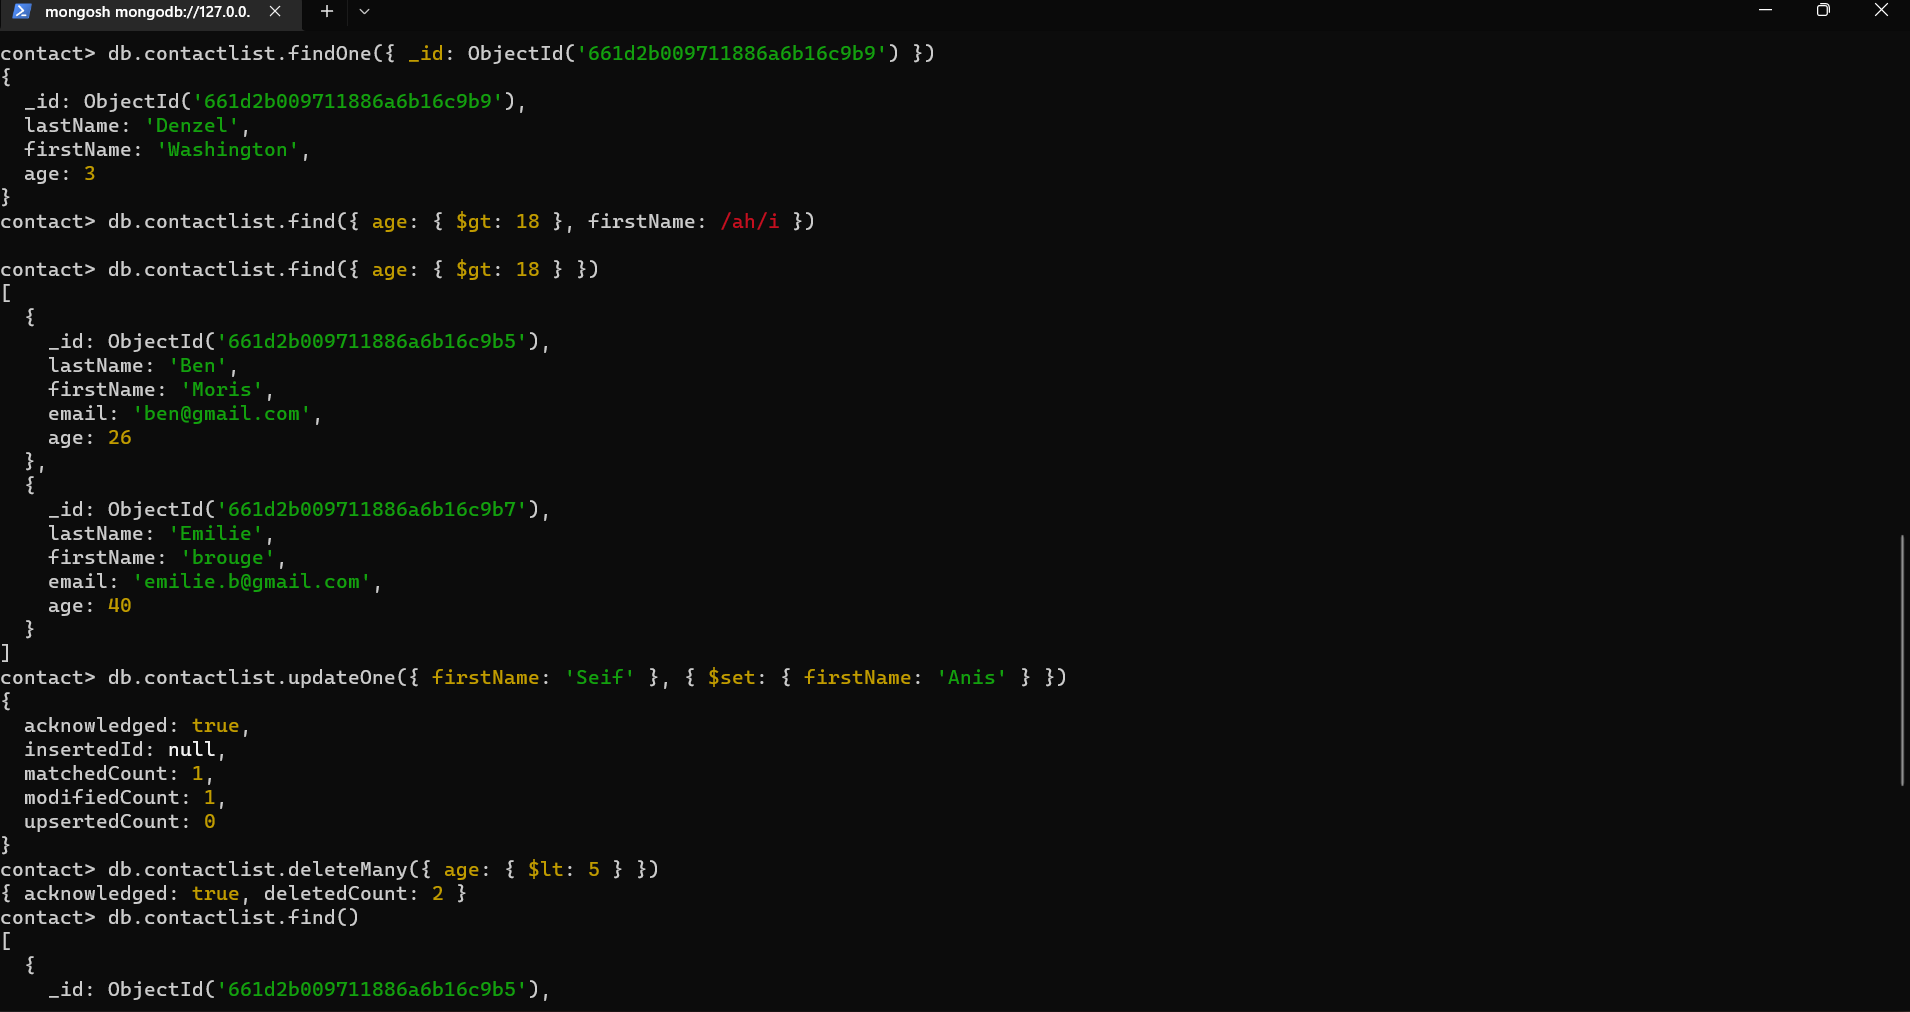 mongosh mongodb://127.0.0.
contact> db.contactlist.findOne({ _id: ObjectId('661d2b009711886a6b16c9b9') })
{
  _id: ObjectId('661d2b009711886a6b16c9b9'),
  lastName: 'Denzel',
  firstName: 'Washington',
  age: 3
}
contact> db.contactlist.find({ age: { $gt: 18 }, firstName: /ah/i })

contact> db.contactlist.find({ age: { $gt: 18 } })
[
  {
    _id: ObjectId('661d2b009711886a6b16c9b5'),
    lastName: 'Ben',
    firstName: 'Moris',
    email: 'ben@gmail.com',
    age: 26
  },
  {
    _id: ObjectId('661d2b009711886a6b16c9b7'),
    lastName: 'Emilie',
    firstName: 'brouge',
    email: 'emilie.b@gmail.com',
    age: 40
  }
]
contact> db.contactlist.updateOne({ firstName: 'Seif' }, { $set: { firstName: 'Anis' } })
{
  acknowledged: true,
  insertedId: null,
  matchedCount: 1,
  modifiedCount: 1,
  upsertedCount: 0
}
contact> db.contactlist.deleteMany({ age: { $lt: 5 } })
{ acknowledged: true, deletedCount: 2 }
contact> db.contactlist.find()
[
  {
    _id: ObjectId('661d2b009711886a6b16c9b5'),